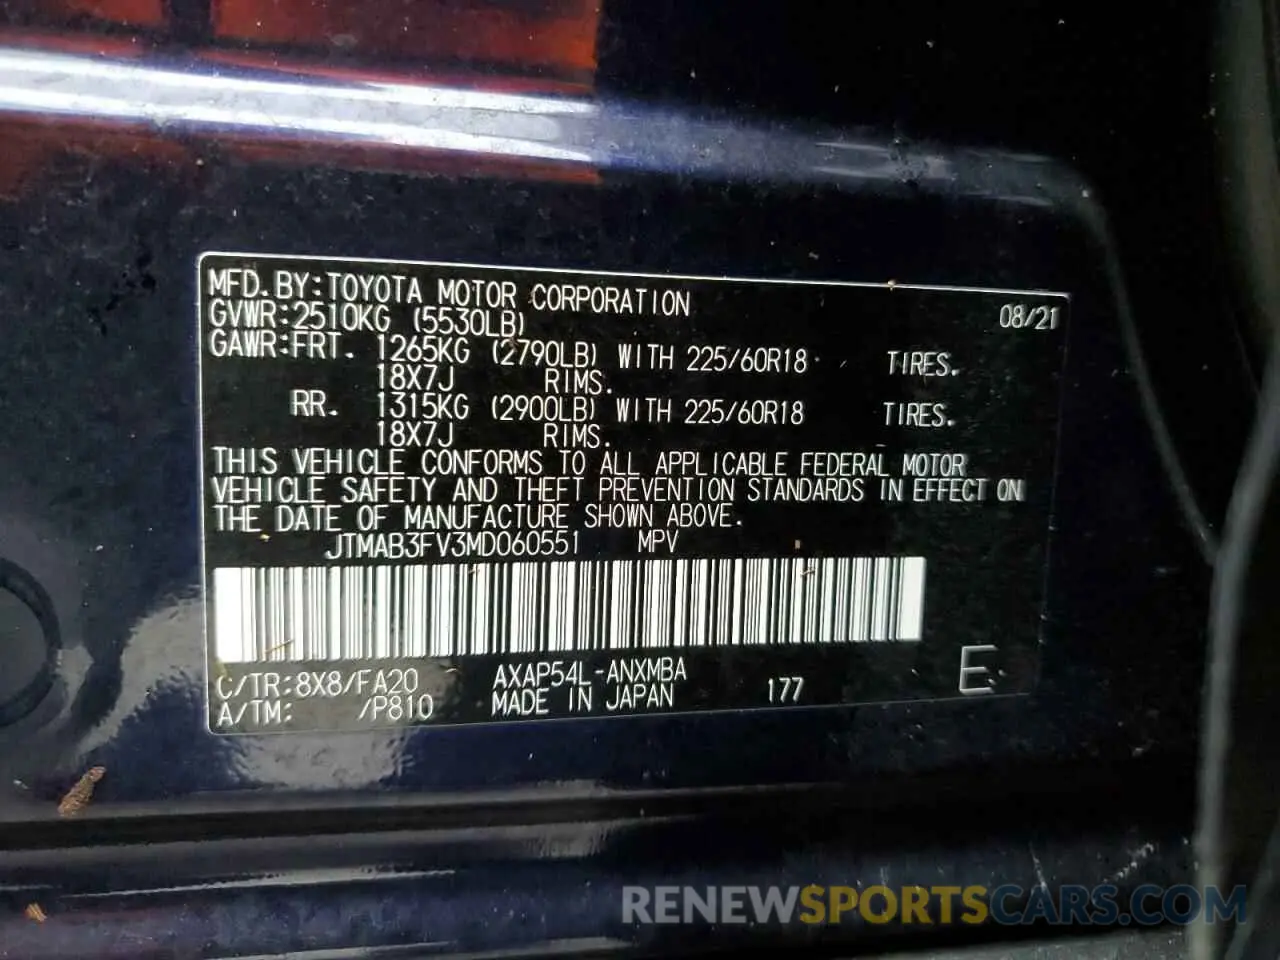 MFD. BY:TOYOTA MOTOR CORPORATION 08/21
GVWR:2510KG (5530LB)
GAWR:FRT. 1265KG (2790LB) WITH 225/60R18 TIRES.
18X7J RIMS.
RR. 1315KG (2900LB) WITH 225/60R18 TIRES.
18X7J RIMS.
THIS VEHICLE CONFORMS TO ALL APPLICABLE FEDERAL MOTOR
VEHICLE SAFETY AND THEFT PREVENTION STANDARDS IN EFFECT ON
THE DATE OF MANUFACTURE SHOWN ABOVE.
JTMAB3FV3MD060551 MPV
C/TR:8X8/FA20 AXAP54L-ANXMBA 177 E
A/TM: /P810 MADE IN JAPAN
RENEWSPORTSCARS.COM